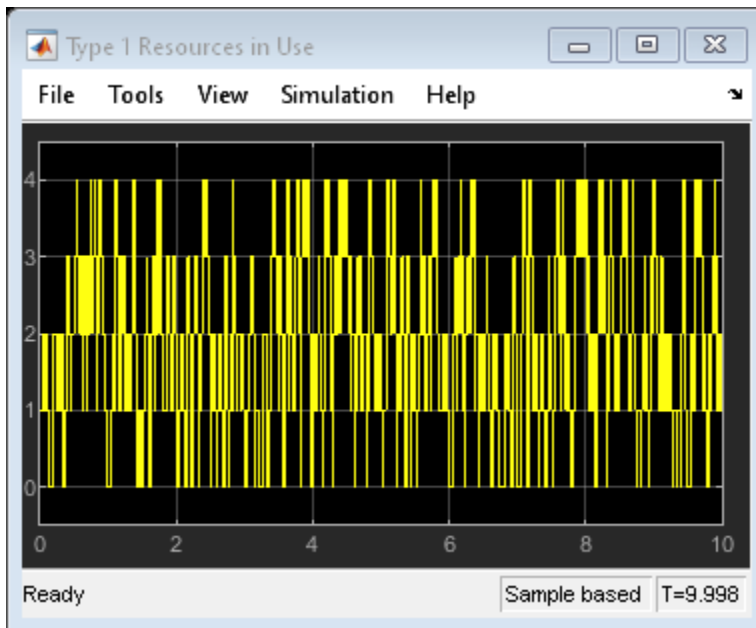 Type 1 Resources in Use
File Tools View Simulation Help
4
3
2
1
0
0 2 4 6 8 10
Ready Sample based T=9.998